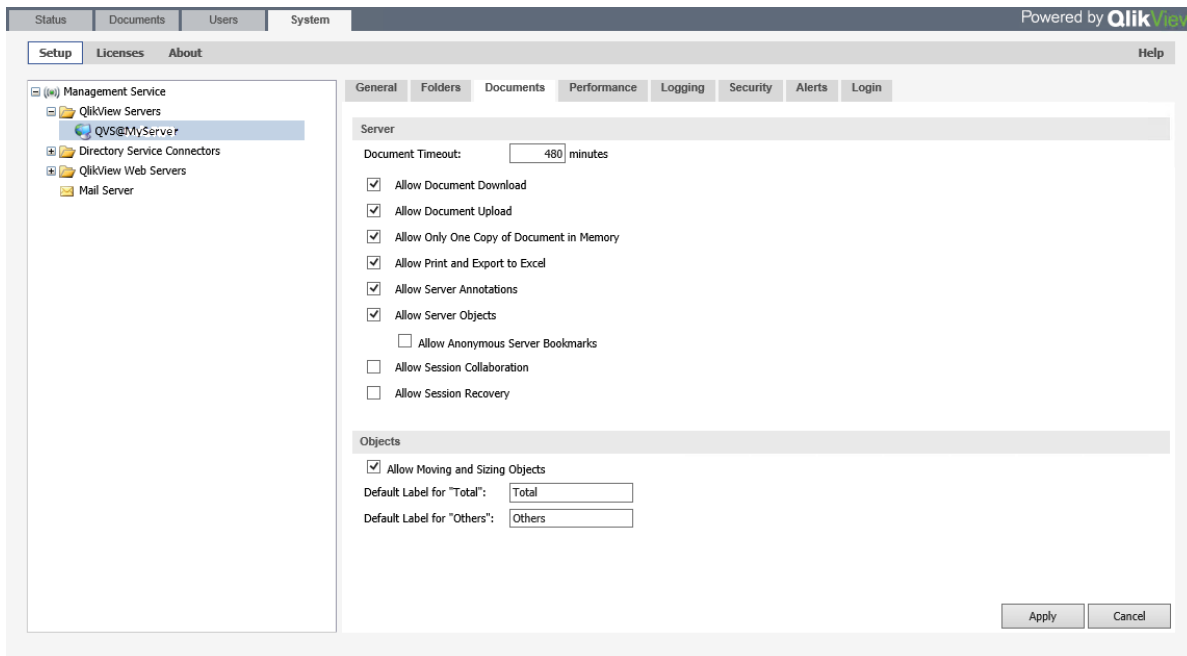 Status Documents Users System Powered by QlikView
Setup Licenses About Help
Management Service
QlikView Servers
QVS@MyServer
Directory Service Connectors
QlikView Web Servers
Mail Server
General Folders Documents Performance Logging Security Alerts Login
Server
Document Timeout: 480 minutes
Allow Document Download
Allow Document Upload
Allow Only One Copy of Document in Memory
Allow Print and Export to Excel
Allow Server Annotations
Allow Server Objects
Allow Anonymous Server Bookmarks
Allow Session Collaboration
Allow Session Recovery
Objects
Allow Moving and Sizing Objects
Default Label for "Total": Total
Default Label for "Others": Others
Apply Cancel